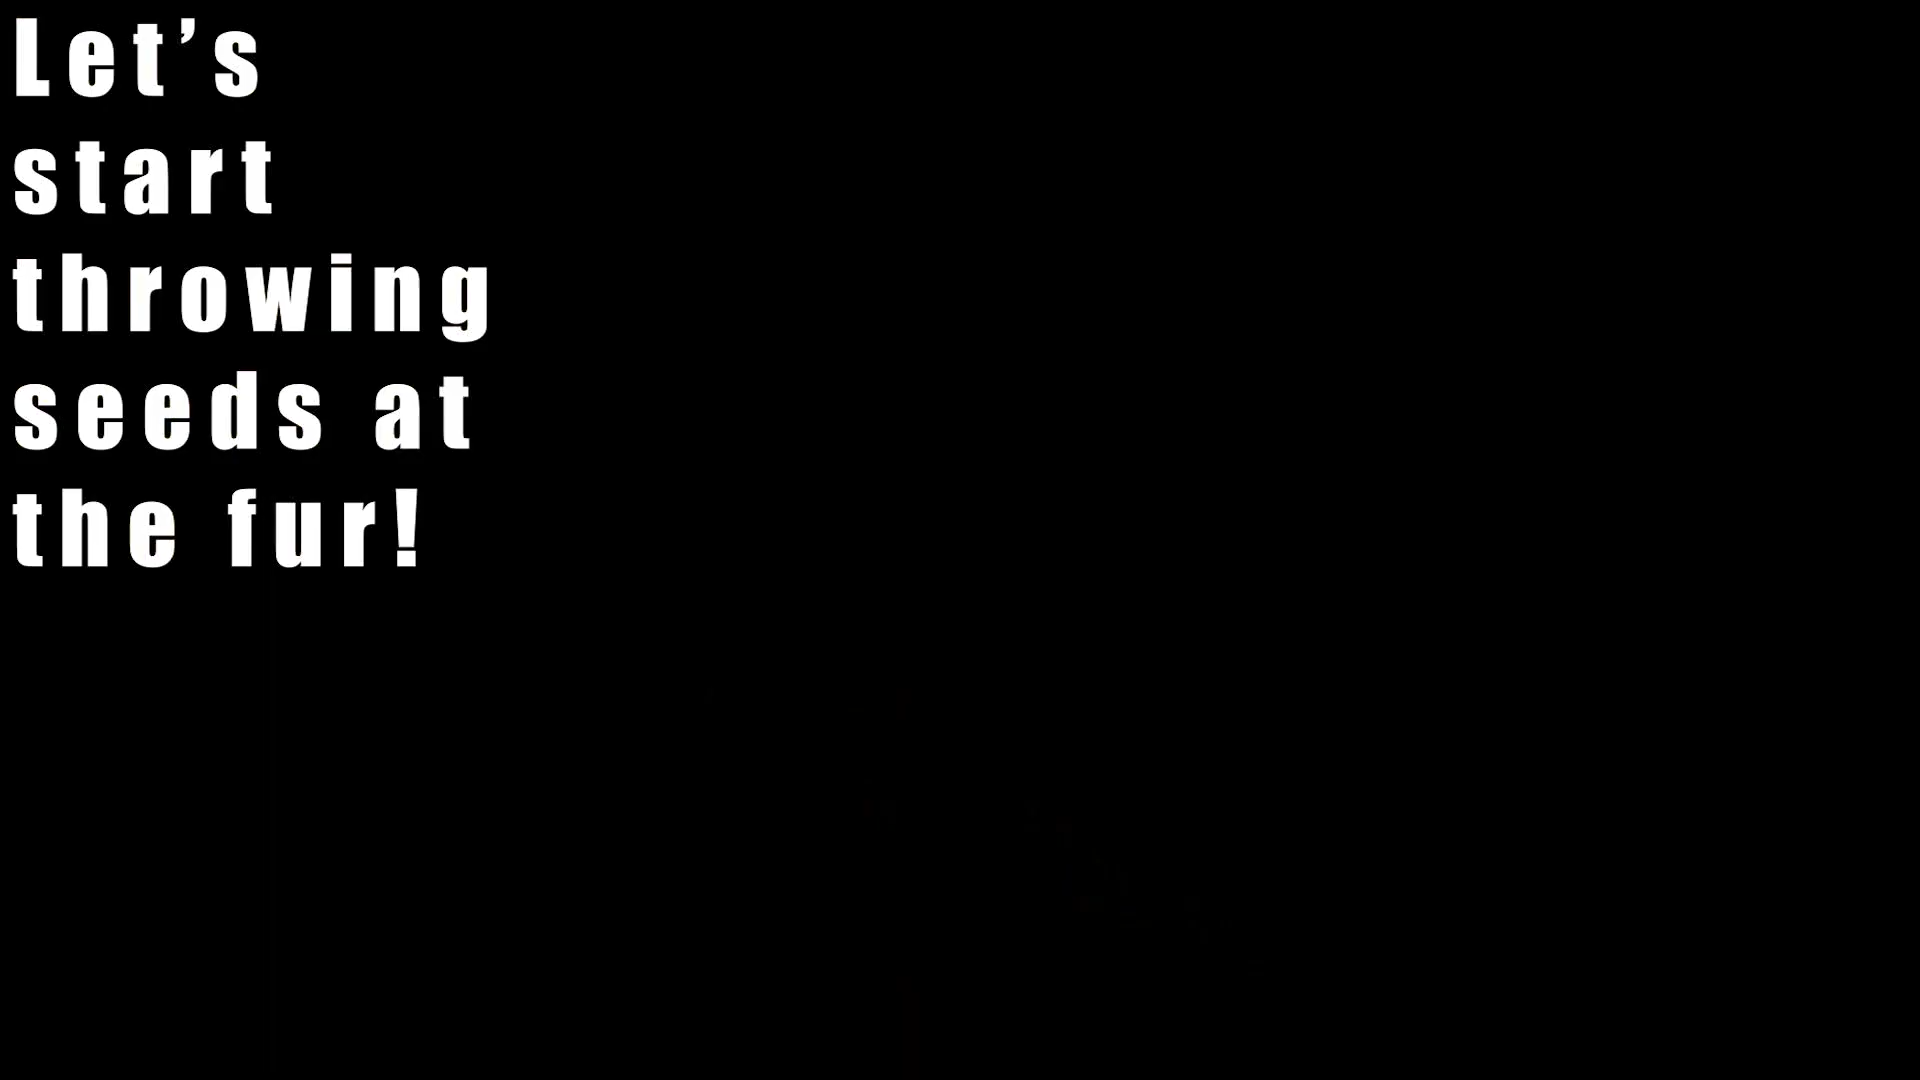 Let’s
start
throwing
seeds at
the fur!